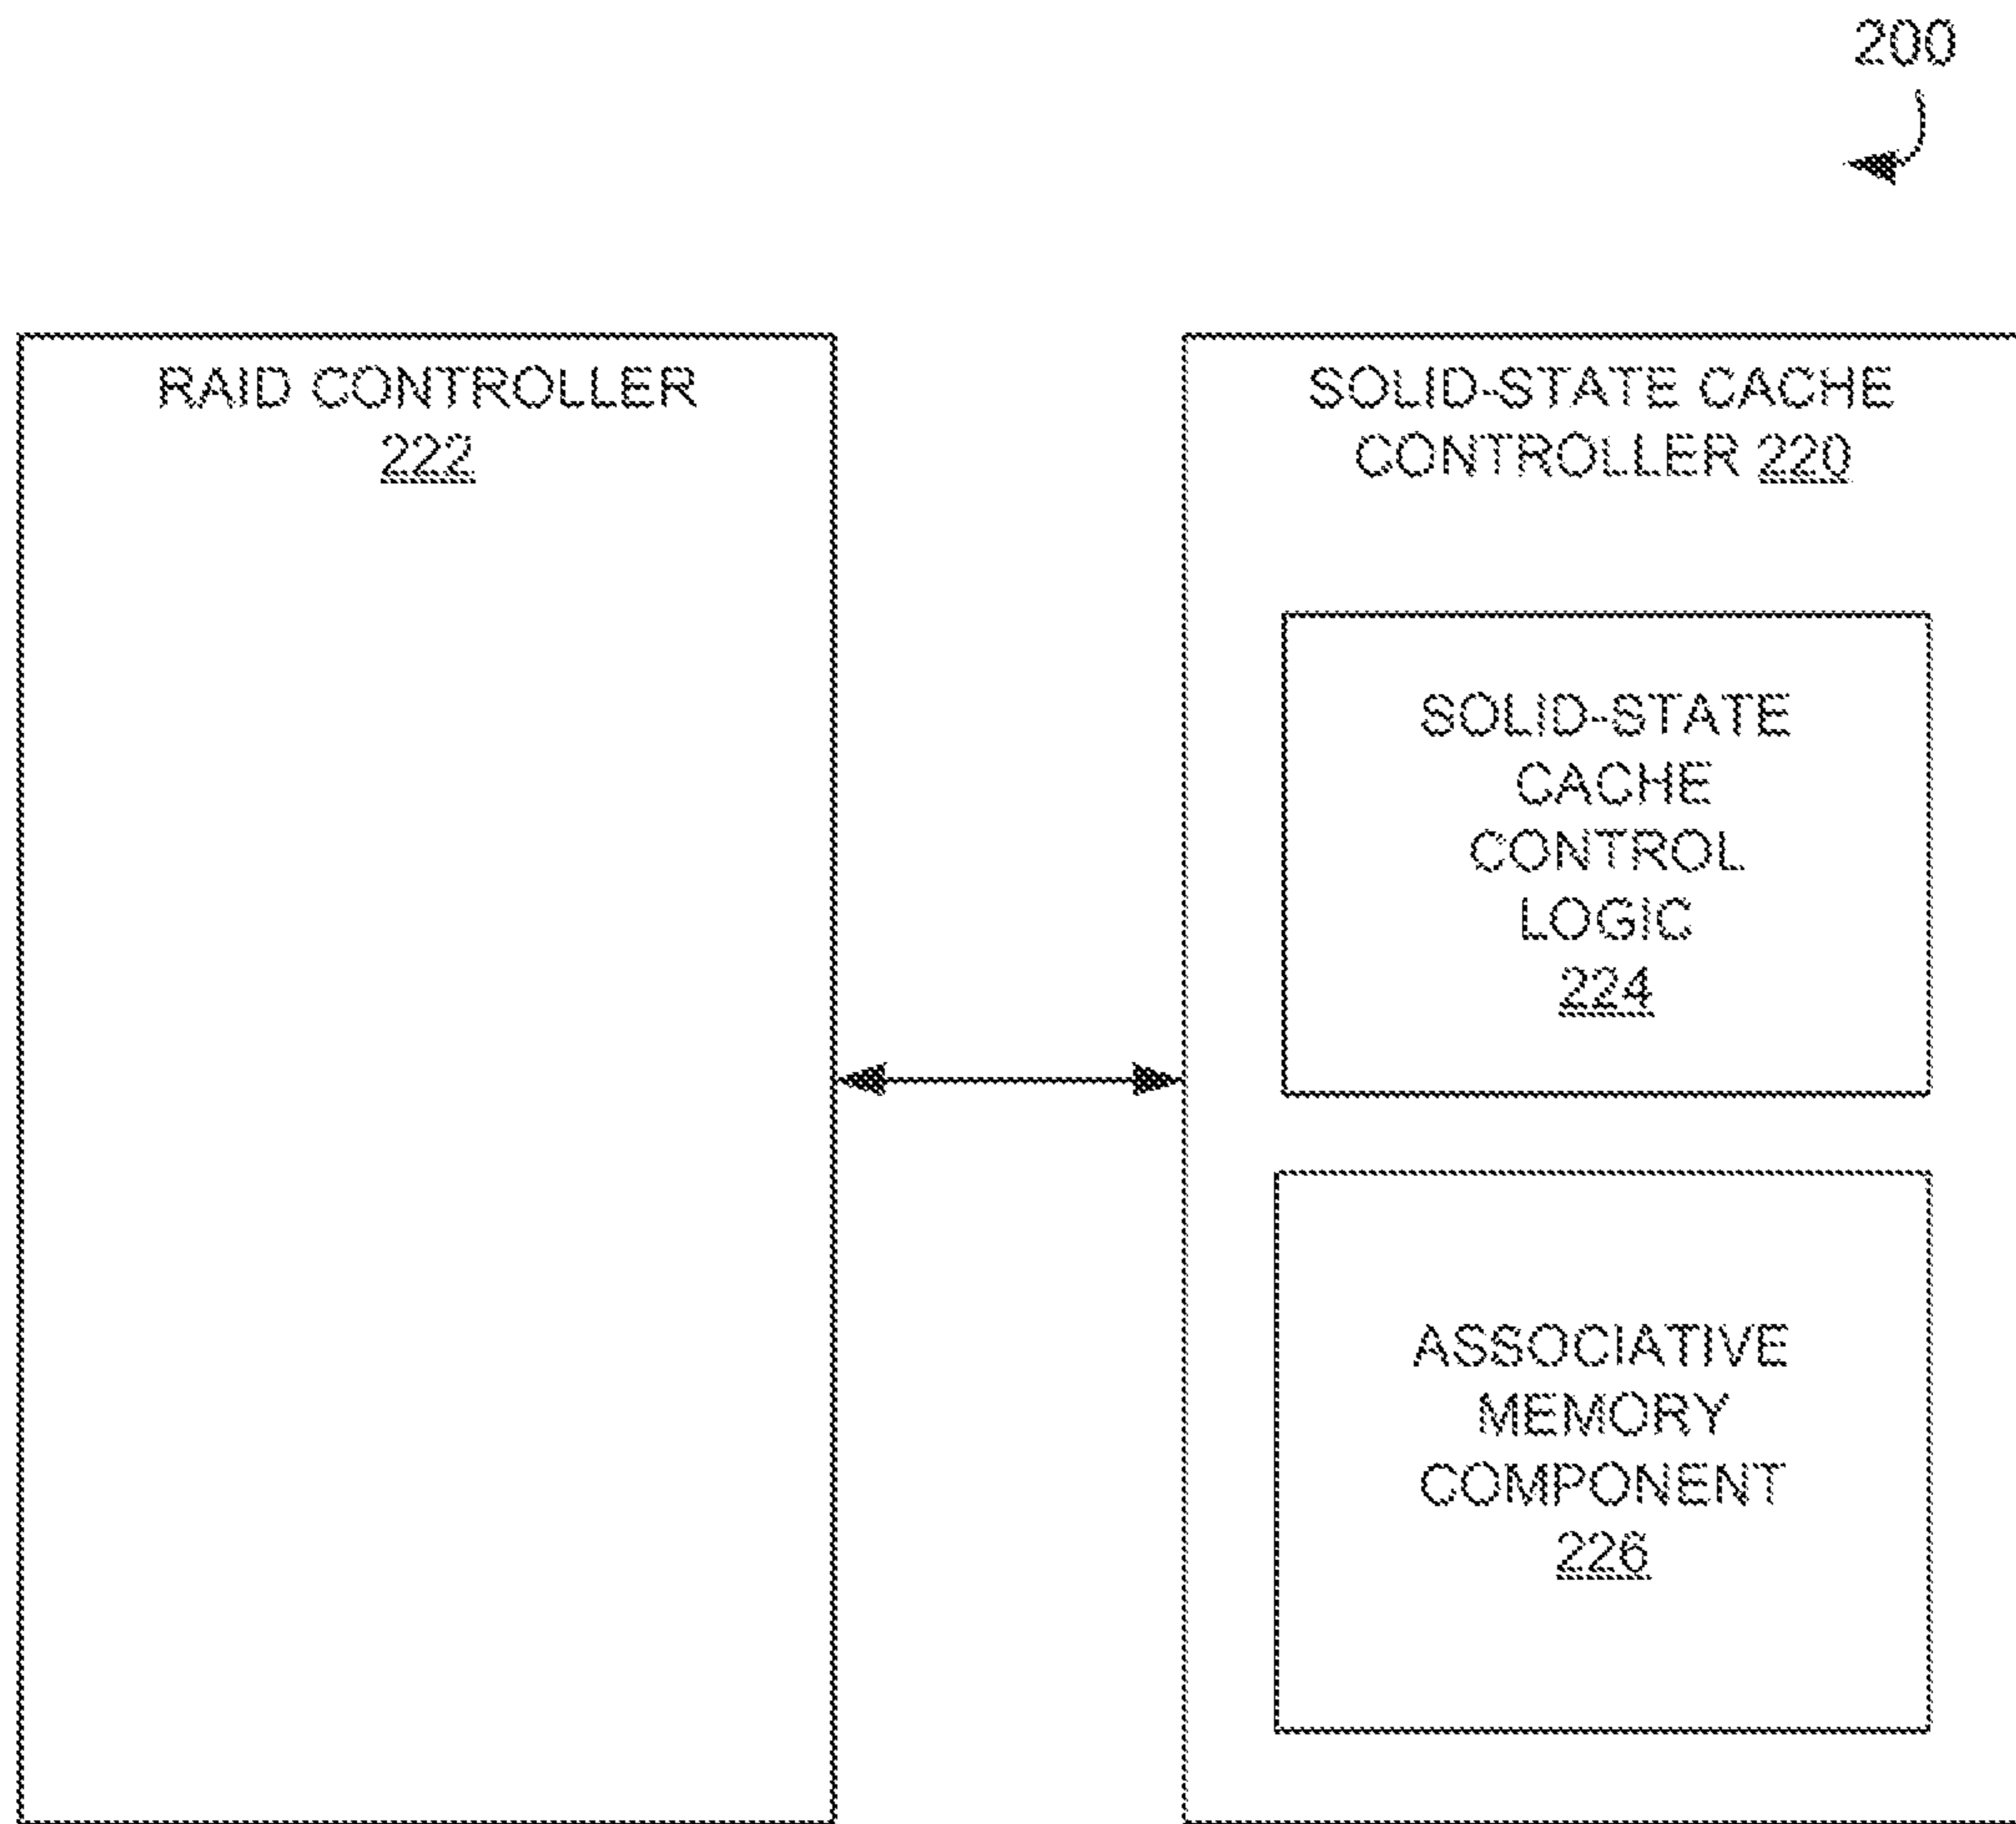 200
RAID CONTROLLER
222
SOLID-STATE CACHE
CONTROLLER 220
SOLID-STATE
CACHE
CONTROL
LOGIC
224
ASSOCIATIVE
MEMORY
COMPONENT
226